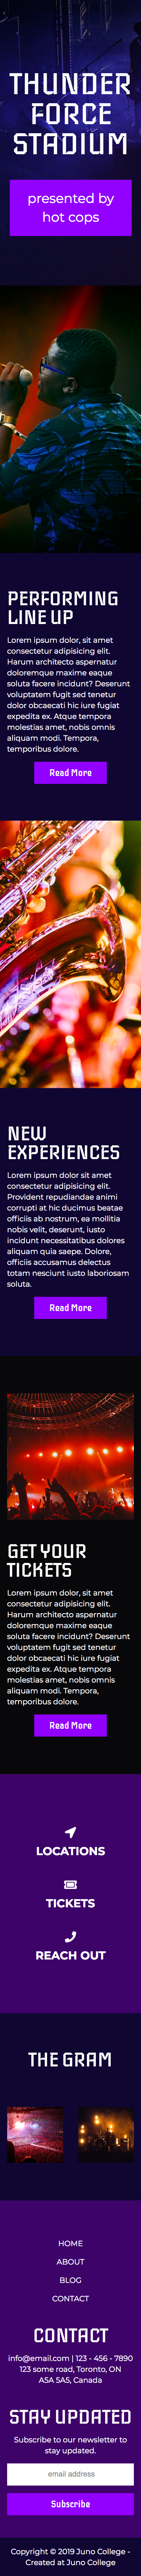 THUNDER
FORCE
STADIUM
presented by
hot cops
PERFORMING
LINE UP
Lorem ipsum dolor, sit amet
consectetur adipisicing elit.
Harum architecto aspernatur
doloremque maxime eaque
soluta facere incidunt? Deserunt
voluptatem fugit sed tenetur
dolor obcaecati hic iure fugiat
expedita ex. Atque tempora
molestias amet, nobis omnis
aliquam modi. Tempora,
temporibus dolore.
Read More
NEW
EXPERIENCES
Lorem ipsum dolor sit amet
consectetur adipisicing elit.
Provident repudiandae animi
corrupti at hic ducimus beatae
officiis ab nostrum, ea mollitia
nobis velit, deserunt, iusto
incidunt necessitatibus dolores
aliquam quia saepe. Dolore,
officiis accusamus delectus
totam nesciunt iusto laboriosam
soluta.
Read More
GET YOUR
TICKETS
Lorem ipsum dolor, sit amet
consectetur adipisicing elit.
Harum architecto aspernatur
doloremque maxime eaque
soluta facere incidunt? Deserunt
voluptatem fugit sed tenetur
dolor obcaecati hic iure fugiat
expedita ex. Atque tempora
molestias amet, nobis omnis
aliquam modi. Tempora,
temporibus dolore.
Read More
LOCATIONS
TICKETS
REACH OUT
THE GRAM
HOME
ABOUT
BLOG
CONTACT
CONTACT
info@email.com | 123 - 456 - 7890
123 some road, Toronto, ON
A5A 5A5, Canada
STAY UPDATED
Subscribe to our newsletter to
stay updated.
email address
Subscribe
Copyright © 2019 Juno College -
Created at Juno College